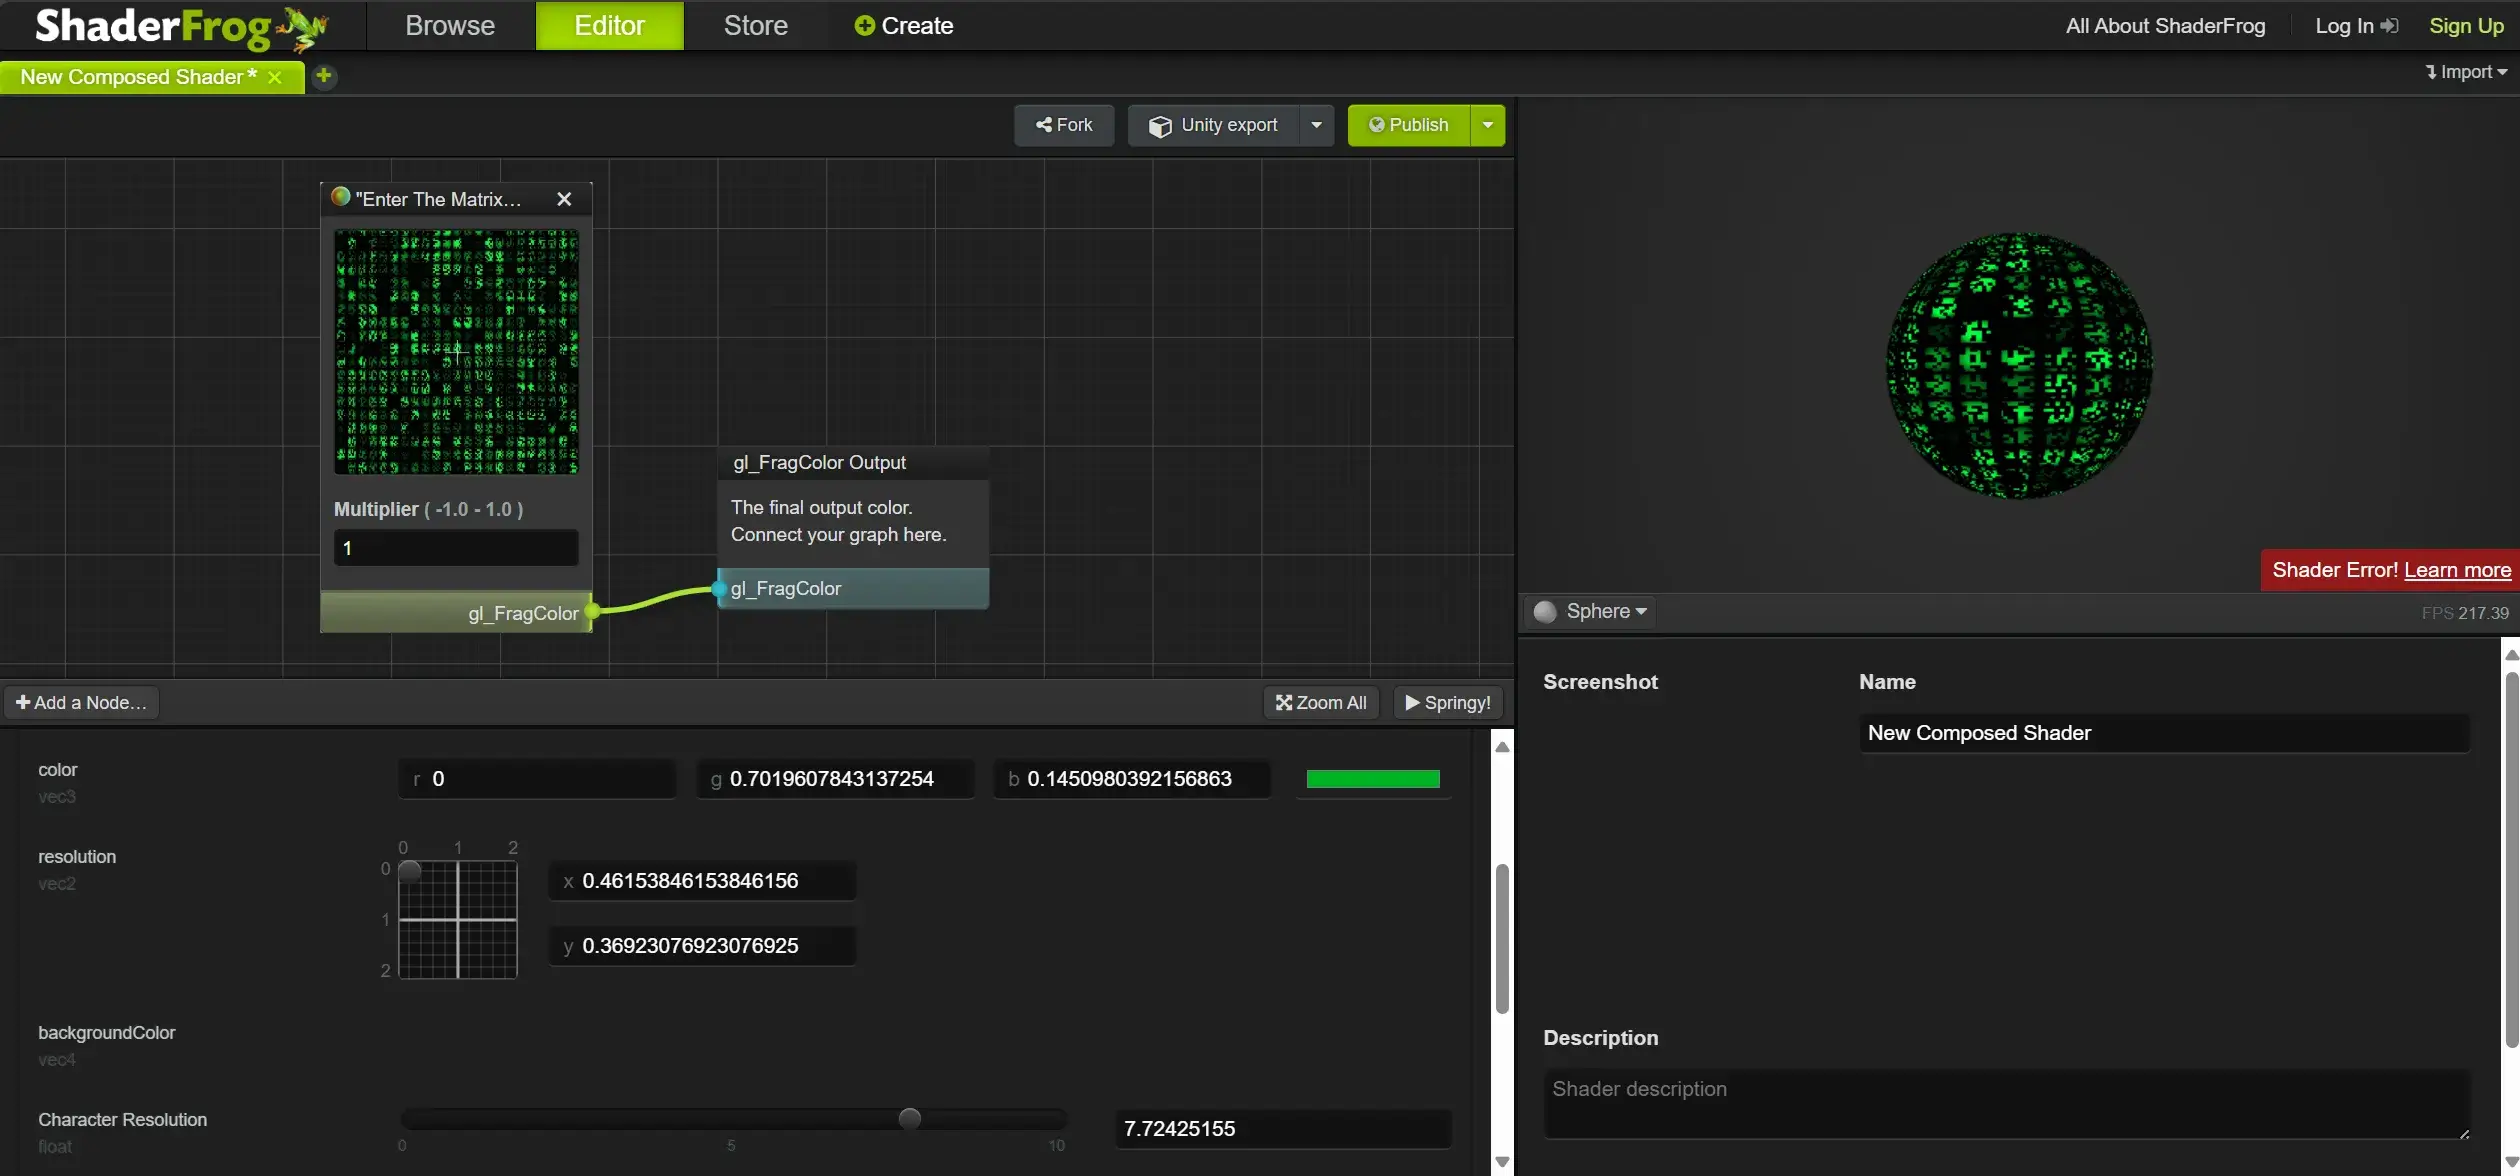 ShaderFrog
Browse
Editor
Store
Create
All About ShaderFrog
Log In
Sign Up
New Composed Shader*
Import
Fork
Unity export
Publish
"Enter The Matrix…
Multiplier ( -1.0 - 1.0 )
1
gl_FragColor
gl_FragColor Output
The final output color.
Connect your graph here.
gl_FragColor
Shader Error! Learn more
Sphere
FPS 217.39
Add a Node…
Zoom All
Springy!
color
vec3
r 0
g 0.7019607843137254
b 0.1450980392156863
resolution
vec2
0 1 2
0
1
2
x 0.46153846153846156
y 0.36923076923076925
backgroundColor
vec4
Character Resolution
float
0 5 10
7.72425155
Screenshot
Name
New Composed Shader
Description
Shader description